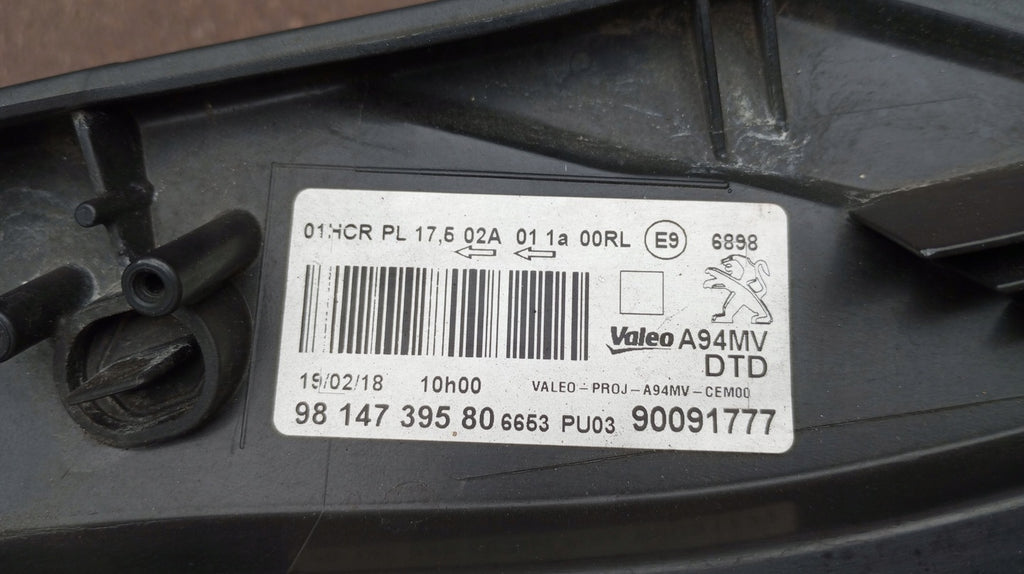 01HCR PL 17,5 02A 01 1a 00RL E9 6898
Valeo A94MV
DTD
19/02/18 10h00 VALEO-PROJ-A94MV-CEM00
98 147 395 80 6653 PU03 90091777